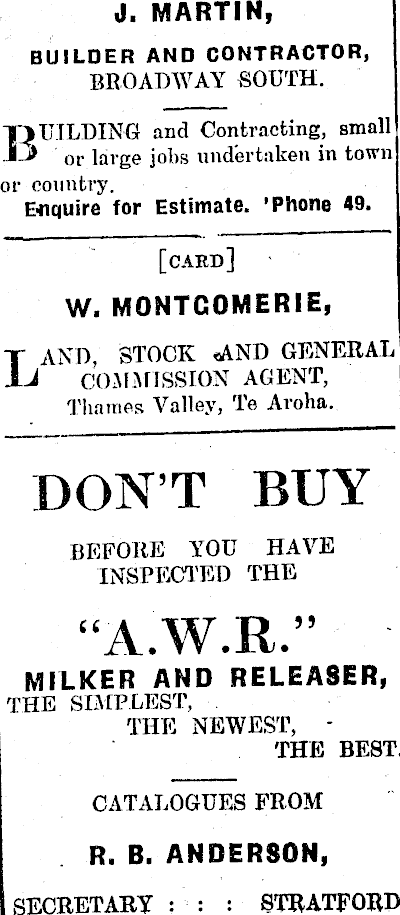 J. MARTIN,
BUILDER AND CONTRACTOR,
BROADWAY SOUTH.
BUILDING and Contracting, small
or large jobs undertaken in town
or country.
Enquire for Estimate. 'Phone 49.
[CARD]
W. MONTGOMERIE,
LAND, STOCK AND GENERAL
COMMISSION AGENT,
Thames Valley, Te Aroha.
DON'T BUY
BEFORE YOU HAVE
INSPECTED THE
"A.W.R."
MILKER AND RELEASER,
THE SIMPLEST,
THE NEWEST,
THE BEST.
CATALOGUES FROM
R. B. ANDERSON,
SECRETARY : : : STRATFORD